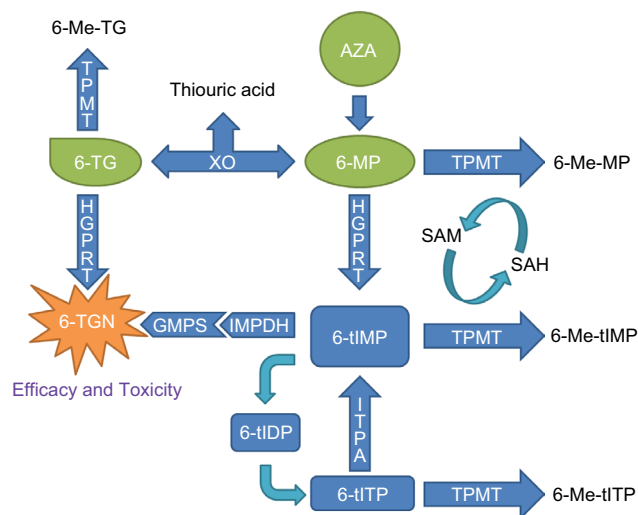 6-Me-TG
AZA
TPMT
Thiouric acid
6-TG
XO
6-MP
TPMT
6-Me-MP
HGPRT
HGPRT
SAM
SAH
6-TGN
GMPS
IMPDH
6-tIMP
TPMT
6-Me-tIMP
Efficacy and Toxicity
6-tIDP
ITPA
6-tITP
TPMT
6-Me-tITP